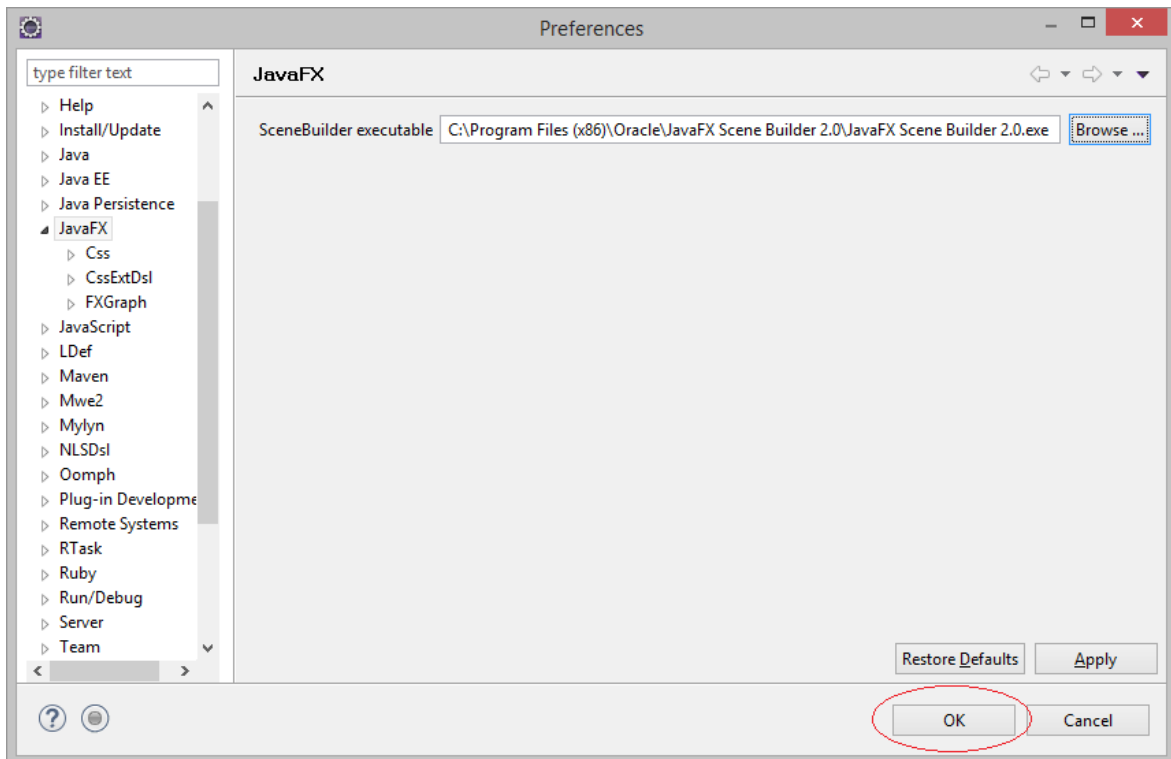 Preferences
type filter text
JavaFX
Help
Install/Update
Java
Java EE
Java Persistence
JavaFX
Css
CssExtDsl
FXGraph
JavaScript
LDef
Maven
Mwe2
Mylyn
NLSDsl
Oomph
Plug-in Developme
Remote Systems
RTask
Ruby
Run/Debug
Server
Team
SceneBuilder executable C:\Program Files (x86)\Oracle\JavaFX Scene Builder 2.0\JavaFX Scene Builder 2.0.exe Browse ...
Restore Defaults Apply
? OK Cancel